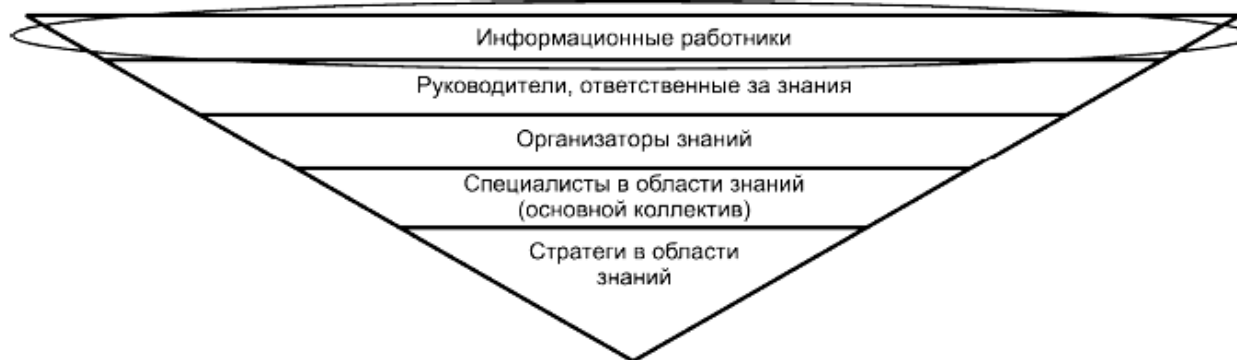 Информационные работники
Руководители, ответственные за знания
Организаторы знаний
Специалисты в области знаний
(основной коллектив)
Стратеги в области
знаний